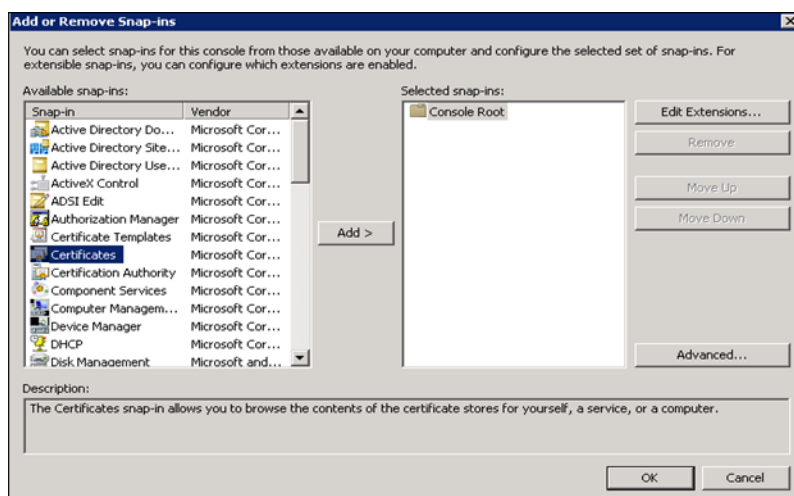 Add or Remove Snap-ins
You can select snap-ins for this console from those available on your computer and configure the selected set of snap-ins. For
extensible snap-ins, you can configure which extensions are enabled.
Available snap-ins:
Selected snap-ins:
Snap-in Vendor
Active Directory Do... Microsoft Cor...
Active Directory Site... Microsoft Cor...
Active Directory Use... Microsoft Cor...
ActiveX Control Microsoft Cor...
ADSI Edit Microsoft Cor...
Authorization Manager Microsoft Cor...
Certificate Templates Microsoft Cor...
Certificates Microsoft Cor...
Certification Authority Microsoft Cor...
Component Services Microsoft Cor...
Computer Managem... Microsoft Cor...
Device Manager Microsoft Cor...
DHCP Microsoft Cor...
Disk Management Microsoft and...
Add >
Console Root
Edit Extensions...
Remove
Move Up
Move Down
Advanced...
Description:
The Certificates snap-in allows you to browse the contents of the certificate stores for yourself, a service, or a computer.
OK
Cancel